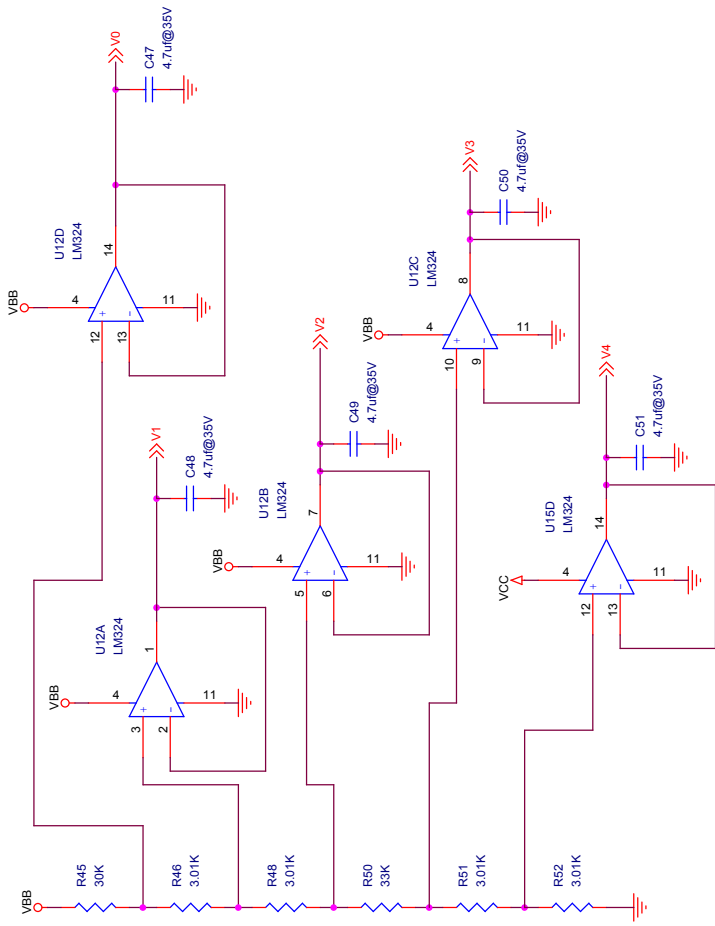 VBB
R45
30K
R46
3.01K
R48
3.01K
R50
33K
R51
3.01K
R52
3.01K
VBB
U12D
LM324
4
12
13
+
-
14
11
V0
C47
4.7uf@35V
VBB
U12A
LM324
4
3
2
+
-
1
11
V1
C48
4.7uf@35V
VBB
U12B
LM324
4
5
6
+
-
7
11
V2
C49
4.7uf@35V
VBB
U12C
LM324
4
10
9
+
-
8
11
V3
C50
4.7uf@35V
VCC
U15D
LM324
4
12
13
+
-
14
11
V4
C51
4.7uf@35V